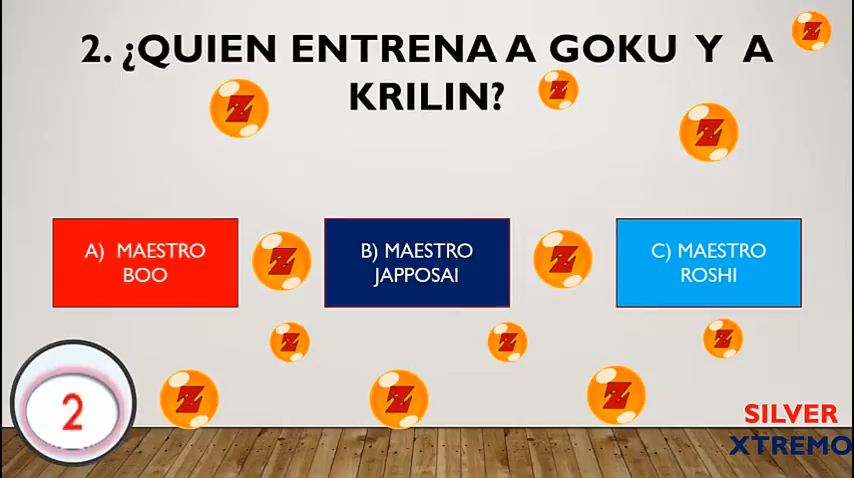 2. ¿QUIEN ENTRENA A GOKU Y A
KRILIN?
Z
Z
Z
Z
A) MAESTRO
BOO
Z
B) MAESTRO
JAPPOSAI
Z
C) MAESTRO
ROSHI
Z
Z
Z
2
Z
Z
Z
SILVER
XTREMO